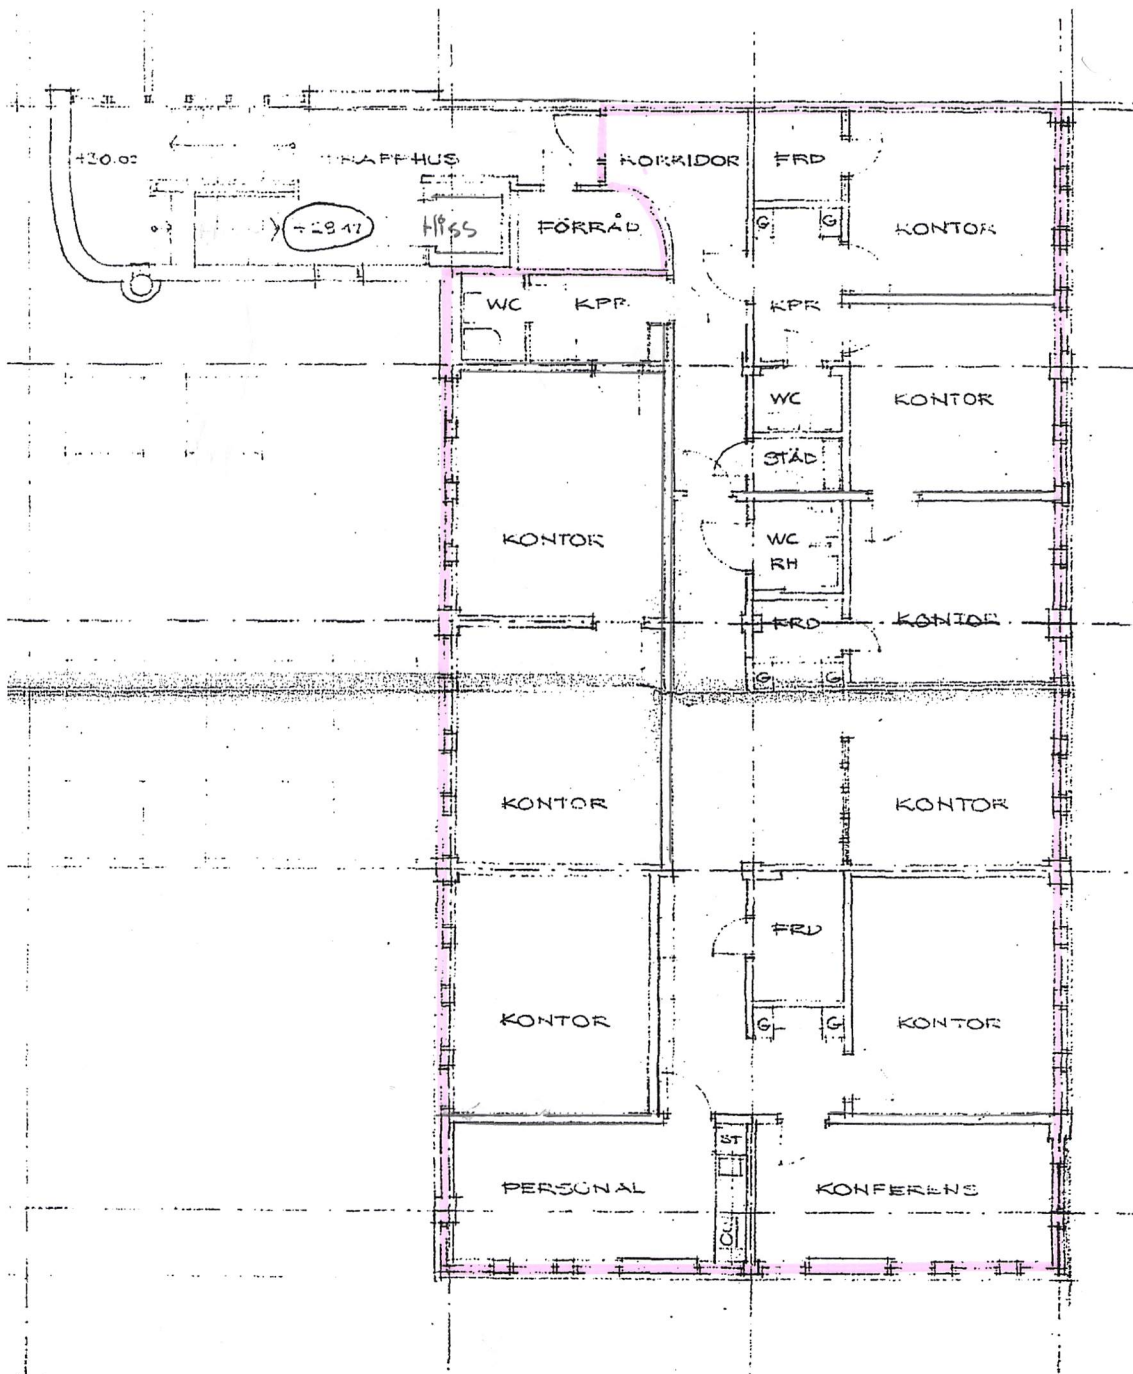 +30.02
TRAPPHUS
KORRIDOR
FRD
+29.17
Hiss
FÖRRÅD
G
G
KONTOR
WC
KPR
KPR
WC
KONTOR
STÄD
KONTOR
WC
RH
FRD
KONTOR
G
G
KONTOR
KONTOR
FRD
KONTOR
G
G
KONTOR
ST
PERSONAL
KONFERENS